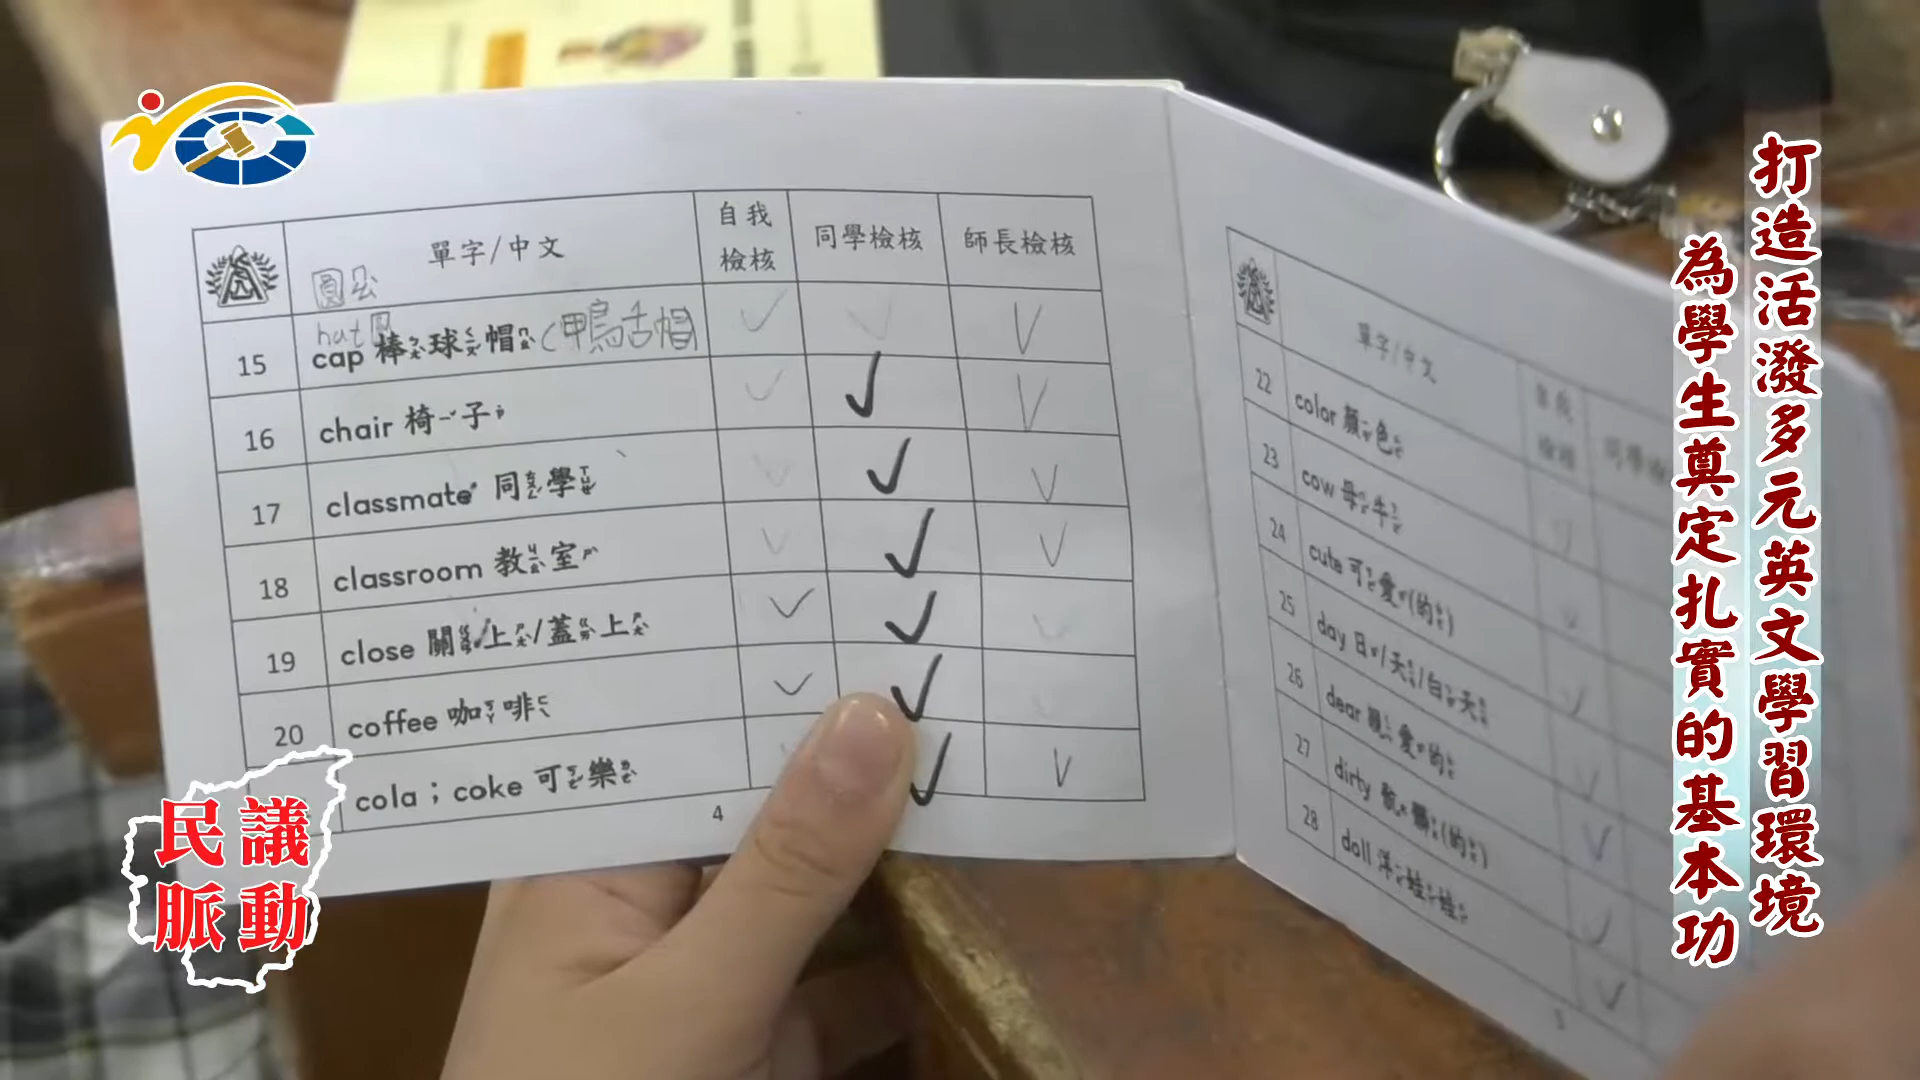 打造活潑多元英文學習環境
為學生奠定扎實的基本功
單字/中文 自我檢核 同學檢核 師長檢核
圓
hat
15 cap 棒球帽(鴨舌帽)
16 chair 椅子
17 classmate 同學
18 classroom 教室
19 close 關上/蓋上
20 coffee 咖啡
cola；coke 可樂
4
單字/中文 自我檢核
22 color 顏色
23 cow 母牛
24 cute 可愛(的)
25 day 日/天/白天
26 dear 親愛的
27 dirty 骯髒(的)
28 doll 洋娃娃
民議
脈動